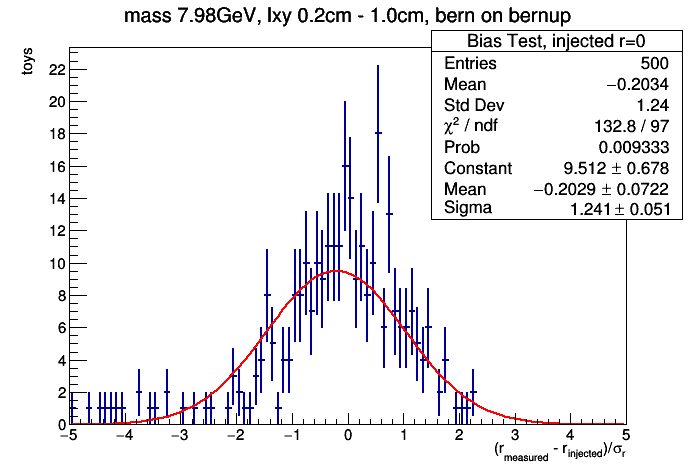 mass 7.98GeV, lxy 0.2cm - 1.0cm, bern on bernup
Bias Test, injected r=0
Entries 500
Mean −0.2034
Std Dev 1.24
χ² / ndf 132.8 / 97
Prob 0.009333
Constant 9.512 ± 0.678
Mean −0.2029 ± 0.0722
Sigma 1.241 ± 0.051
toys
22
20
18
16
14
12
10
8
6
4
2
0
−5 −4 −3 −2 −1 0 1 2 3 4 5
(r_measured - r_injected)/σ_r